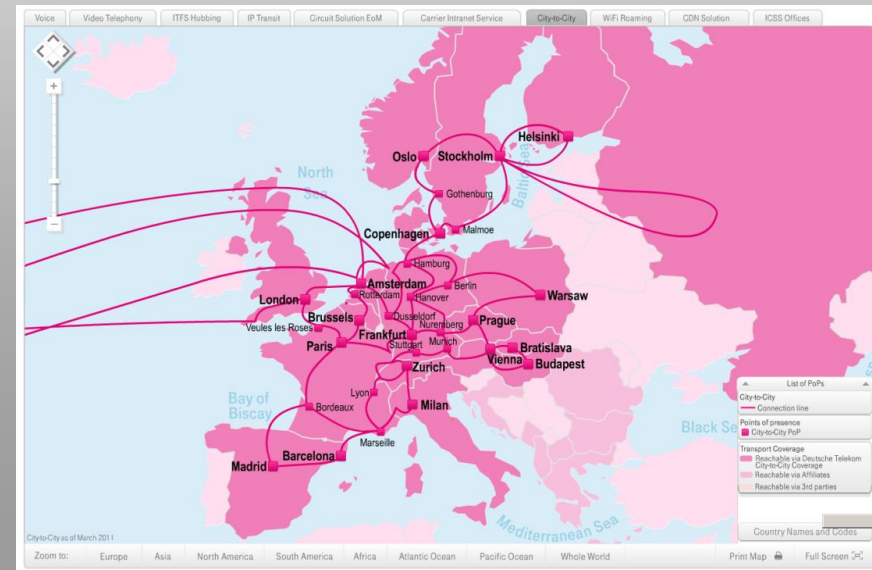 Voice
Video Telephony
ITFS Hubbing
IP Transit
Circuit Solution EoM
Carrier Intranet Service
City-to-City
WiFi Roaming
CDN Solution
ICSS Offices
Helsinki
Oslo
Stockholm
North
Sea
Baltic Sea
Gothenburg
Copenhagen
Malmoe
Hamburg
Amsterdam
Berlin
Rotterdam
Hanover
Warsaw
London
Brussels
Dusseldorf
Prague
Veules les Roses
Nuremberg
Frankfurt
Paris
Stuttgart
Munich
Bratislava
Vienna
Budapest
Zurich
Lyon
Bay of
Biscay
Bordeaux
Milan
Marseille
Barcelona
Madrid
Black Se
Mediterranean Sea
List of PoPs
City-to-City
Connection line
Points of presence
City-to-City PoP
Transport Coverage
Reachable via Deutsche Telekom
City-to-City Coverage
Reachable via Affiliates
Reachable via 3rd parties
Country Names and Codes
City-to-City as of March 2011
Zoom to:
Europe
Asia
North America
South America
Africa
Atlantic Ocean
Pacific Ocean
Whole World
Print Map
Full Screen